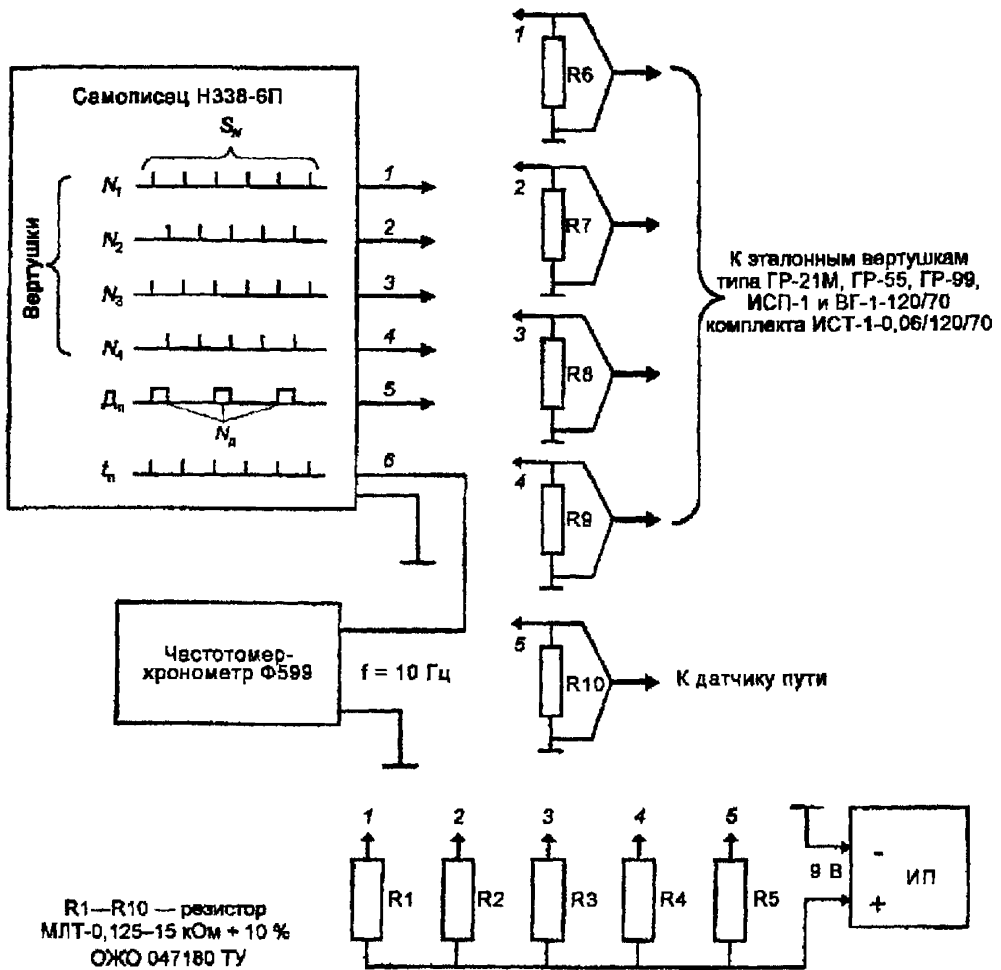 Самописец Н338-6П
S_N
Вертушки
N_1
N_2
N_3
N_4
Д_п
N_д
t_п
1
2
3
4
5
6
Частотомер-
хронометр Ф599
f = 10 Гц
1
R6
2
R7
3
R8
4
R9
5
R10
К эталонным вертушкам
типа ГР-21М, ГР-55, ГР-99,
ИСП-1 и ВГ-1-120/70
комплекта ИСТ-1-0,06/120/70
К датчику пути
1
2
3
4
5
R1
R2
R3
R4
R5
9 В
-
+
ИП
R1—R10 — резистор
МЛТ-0,125–15 кОм + 10 %
ОЖО 047180 ТУ